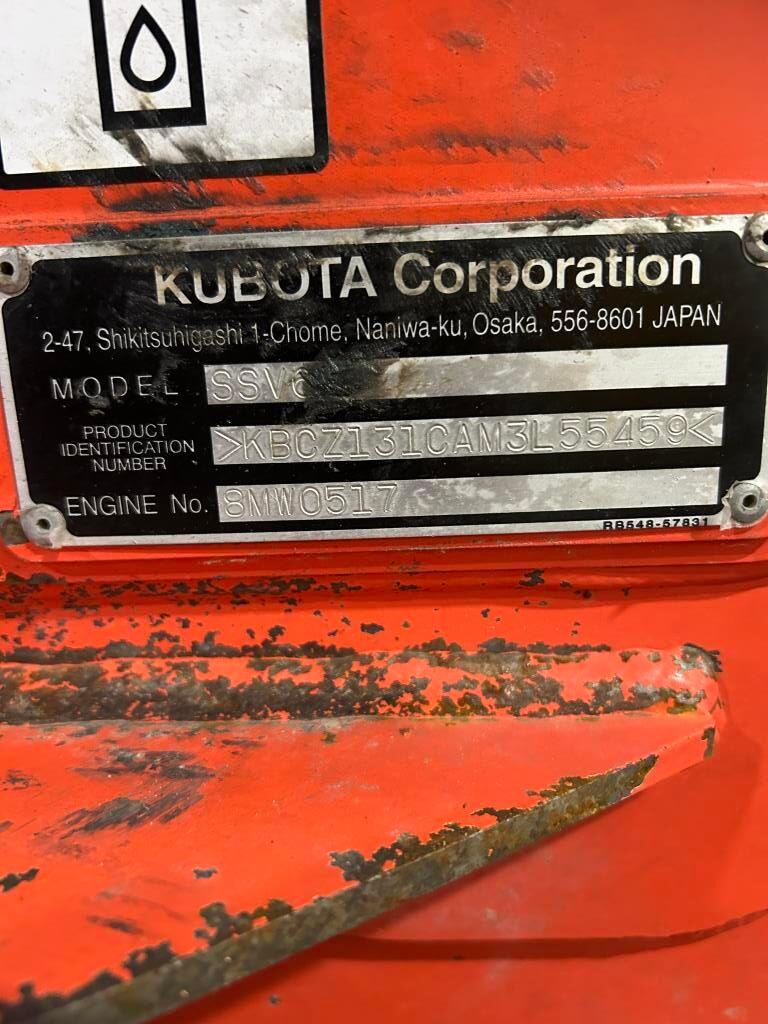 KUBOTA Corporation
2-47, Shikitsuhigashi 1-Chome, Naniwa-ku, Osaka, 556-8601 JAPAN
MODEL
PRODUCT IDENTIFICATION NUMBER >KBCZ131CAM3L55459<
ENGINE No. 8MW0517
RB548-57831